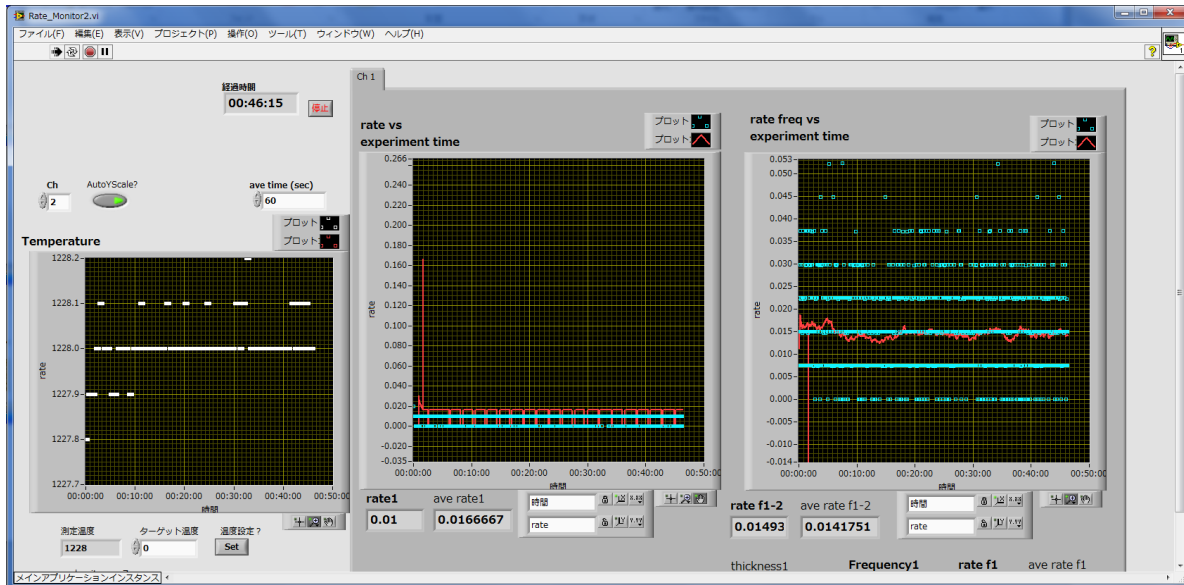 Rate_Monitor2.vi
ファイル(F) 編集(E) 表示(V) プロジェクト(P) 操作(O) ツール(T) ウィンドウ(W) ヘルプ(H)
経過時間
00:46:15
停止
Ch
2
AutoYScale?
ave time (sec)
60
プロット
プロット
Temperature
1228.2
1228.1
1228.0
1227.9
1227.8
1227.7
rate
00:00:00 00:10:00 00:20:00 00:30:00 00:40:00 00:50:00
時間
測定温度
1228
ターゲット温度
0
温度設定？
Set
メインアプリケーションインスタンス
Ch 1
rate vs
experiment time
プロット
プロット
0.266
0.240
0.220
0.200
0.180
0.160
0.140
0.120
0.100
0.080
0.060
0.040
0.020
0.000
-0.020
-0.035
rate
00:00:00 00:10:00 00:20:00 00:30:00 00:40:00 00:50:00
時間
rate1
0.01
ave rate1
0.0166667
時間
rate
rate freq vs
experiment time
プロット
プロット
0.053
0.045
0.040
0.035
0.030
0.025
0.020
0.015
0.010
0.005
0.000
-0.005
-0.010
-0.014
rate
00:00:00 00:10:00 00:20:00 00:30:00 00:40:00 00:50:00
時間
rate f1-2
0.01493
ave rate f1-2
0.0141751
時間
rate
thickness1 Frequency1 rate f1 ave rate f1